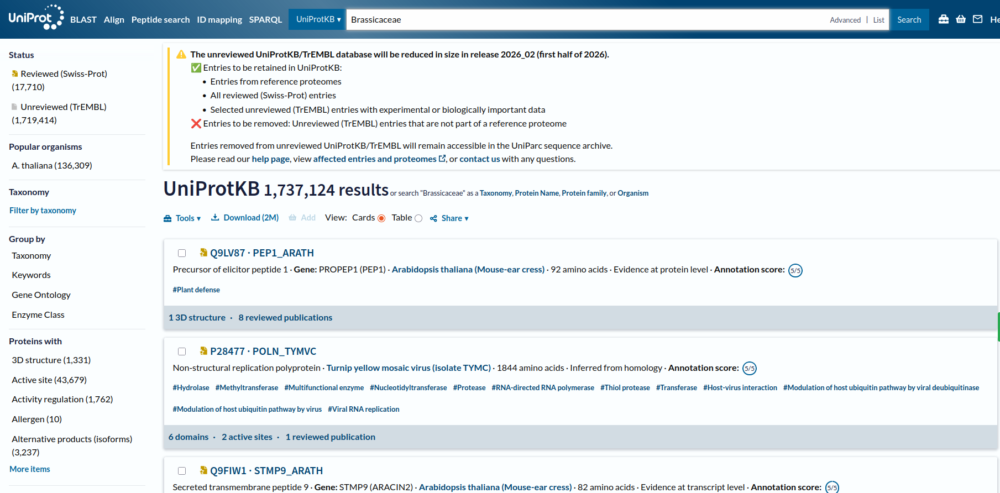 UniProt BLAST Align Peptide search ID mapping SPARQL UniProtKB ▾ Brassicaceae Advanced | List Search He
Status
Reviewed (Swiss-Prot)
(17,710)
Unreviewed (TrEMBL)
(1,719,414)
Popular organisms
A. thaliana (136,309)
Taxonomy
Filter by taxonomy
Group by
Taxonomy
Keywords
Gene Ontology
Enzyme Class
Proteins with
3D structure (1,331)
Active site (43,679)
Activity regulation (1,762)
Allergen (10)
Alternative products (isoforms)
(3,237)
More items
The unreviewed UniProtKB/TrEMBL database will be reduced in size in release 2026_02 (first half of 2026).
✅ Entries to be retained in UniProtKB:
• Entries from reference proteomes
• All reviewed (Swiss-Prot) entries
• Selected unreviewed (TrEMBL) entries with experimental or biologically important data
❌ Entries to be removed: Unreviewed (TrEMBL) entries that are not part of a reference proteome
Entries removed from unreviewed UniProtKB/TrEMBL will remain accessible in the UniParc sequence archive.
Please read our help page, view affected entries and proteomes, or contact us with any questions.
UniProtKB 1,737,124 results or search "Brassicaceae" as a Taxonomy, Protein Name, Protein family, or Organism
Tools ▾ Download (2M) Add View: Cards Table Share ▾
Q9LV87 · PEP1_ARATH
Precursor of elicitor peptide 1 · Gene: PROPEP1 (PEP1) · Arabidopsis thaliana (Mouse-ear cress) · 92 amino acids · Evidence at protein level · Annotation score: 5/5
#Plant defense
1 3D structure · 8 reviewed publications
P28477 · POLN_TYMVC
Non-structural replication polyprotein · Turnip yellow mosaic virus (isolate TYMC) · 1844 amino acids · Inferred from homology · Annotation score: 5/5
#Hydrolase #Methyltransferase #Multifunctional enzyme #Nucleotidyltransferase #Protease #RNA-directed RNA polymerase #Thiol protease #Transferase #Host-virus interaction #Modulation of host ubiquitin pathway by viral deubiquitinase
#Modulation of host ubiquitin pathway by virus #Viral RNA replication
6 domains · 2 active sites · 1 reviewed publication
Q9FIW1 · STMP9_ARATH
Secreted transmembrane peptide 9 · Gene: STMP9 (ARACIN2) · Arabidopsis thaliana (Mouse-ear cress) · 82 amino acids · Evidence at transcript level · Annotation score: 5/5